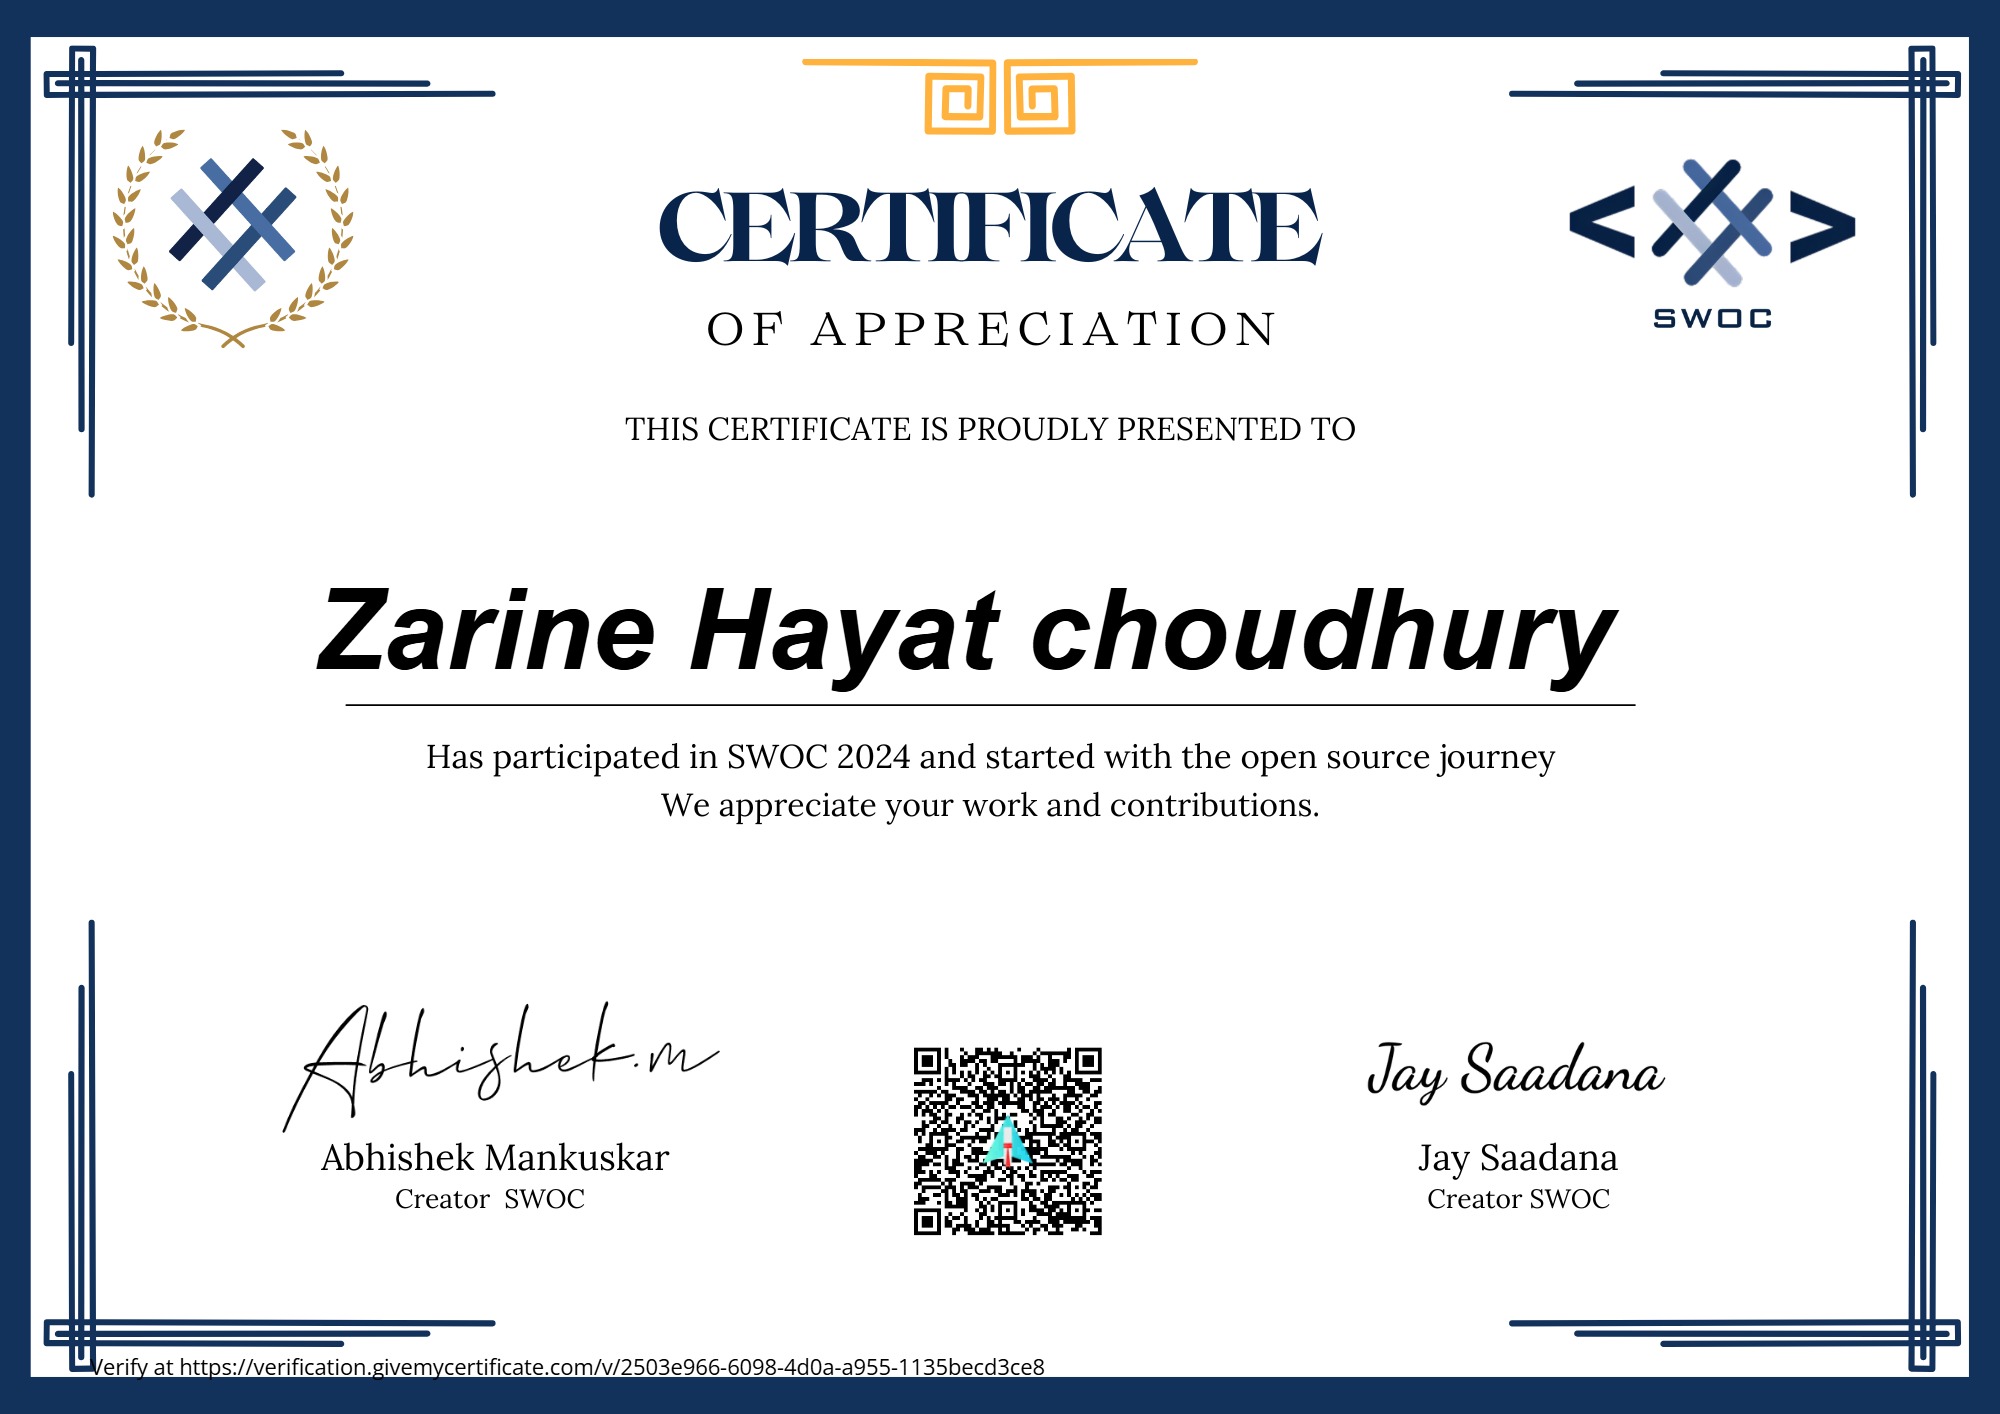 CERTIFICATE
SWOC
OF APPRECIATION
THIS CERTIFICATE IS PROUDLY PRESENTED TO
Zarine Hayat choudhury
Has participated in SWOC 2024 and started with the open source journey
We appreciate your work and contributions.
Abhishek.m
Jay Saadana
Abhishek Mankuskar
Jay Saadana
Creator SWOC
Creator SWOC
Verify at https://verification.givemycertificate.com/v/2503e966-6098-4d0a-a955-1135becd3ce8